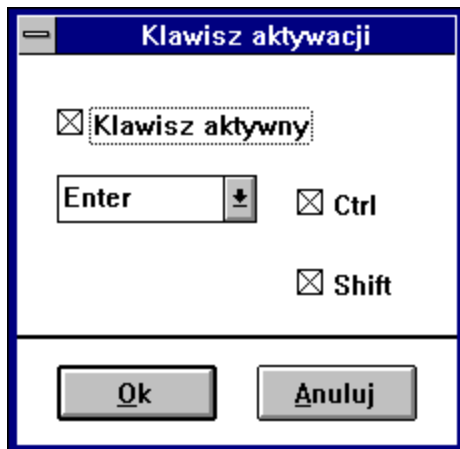 Klawisz aktywacji
Klawisz aktywny
Enter
Ctrl
Shift
Ok
Anuluj